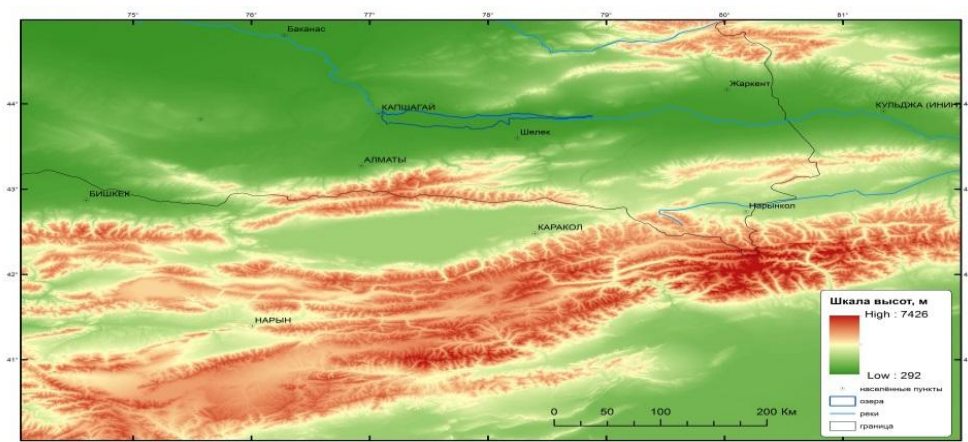 75° 76° 77° 78° 79° 80° 81°
Баканас
Жаркент
44°
КАПШАГАЙ
КУЛЬДЖА (ИНИН
Шелек
АЛМАТЫ
43°
43
БИШКЕК
Нарынкол
КАРАКОЛ
42°
Шкала высот, м
High : 7426
НАРЫН
41°
4
Low : 292
населённые пункты
озера
реки
граница
0 50 100 200 Км